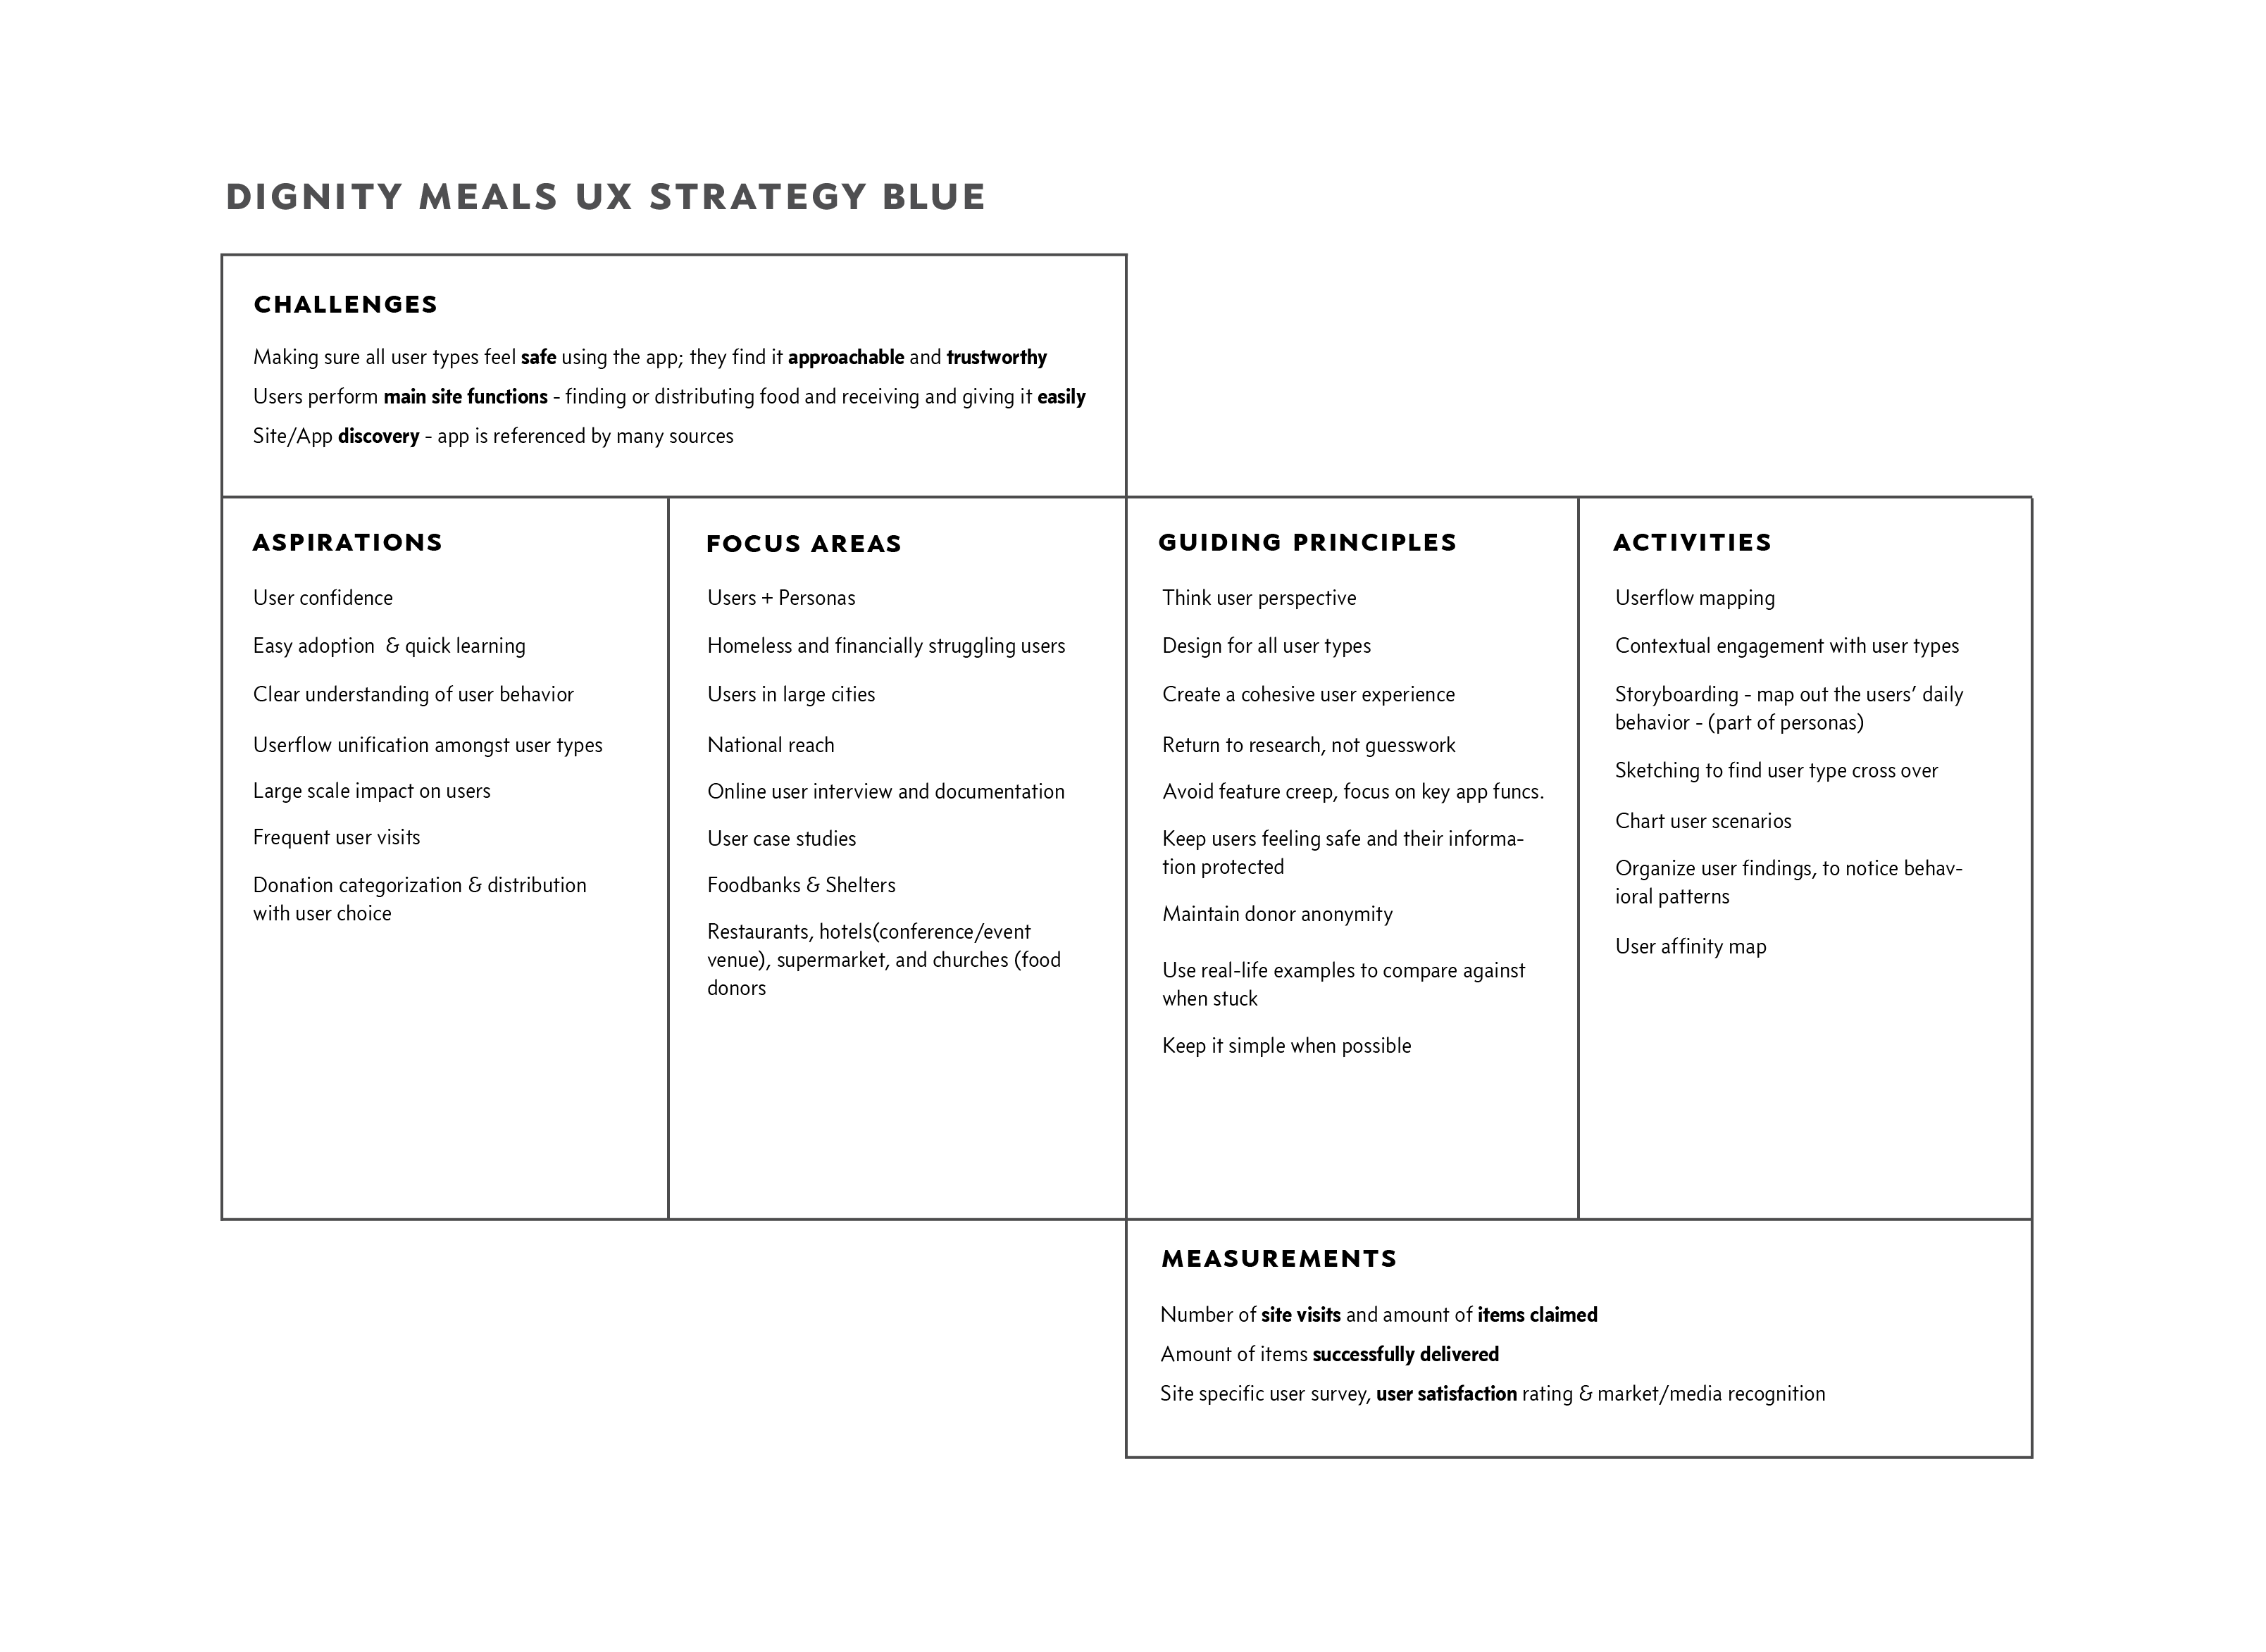 DIGNITY MEALS UX STRATEGY BLUE
CHALLENGES
Making sure all user types feel safe using the app; they find it approachable and trustworthy
Users perform main site functions - finding or distributing food and receiving and giving it easily
Site/App discovery - app is referenced by many sources
ASPIRATIONS
User confidence
Easy adoption & quick learning
Clear understanding of user behavior
Userflow unification amongst user types
Large scale impact on users
Frequent user visits
Donation categorization & distribution
with user choice
FOCUS AREAS
Users + Personas
Homeless and financially struggling users
Users in large cities
National reach
Online user interview and documentation
User case studies
Foodbanks & Shelters
Restaurants, hotels(conference/event
venue), supermarket, and churches (food
donors
GUIDING PRINCIPLES
Think user perspective
Design for all user types
Create a cohesive user experience
Return to research, not guesswork
Avoid feature creep, focus on key app funcs.
Keep users feeling safe and their informa-
tion protected
Maintain donor anonymity
Use real-life examples to compare against
when stuck
Keep it simple when possible
ACTIVITIES
Userflow mapping
Contextual engagement with user types
Storyboarding - map out the users’ daily
behavior - (part of personas)
Sketching to find user type cross over
Chart user scenarios
Organize user findings, to notice behav-
ioral patterns
User affinity map
MEASUREMENTS
Number of site visits and amount of items claimed
Amount of items successfully delivered
Site specific user survey, user satisfaction rating & market/media recognition